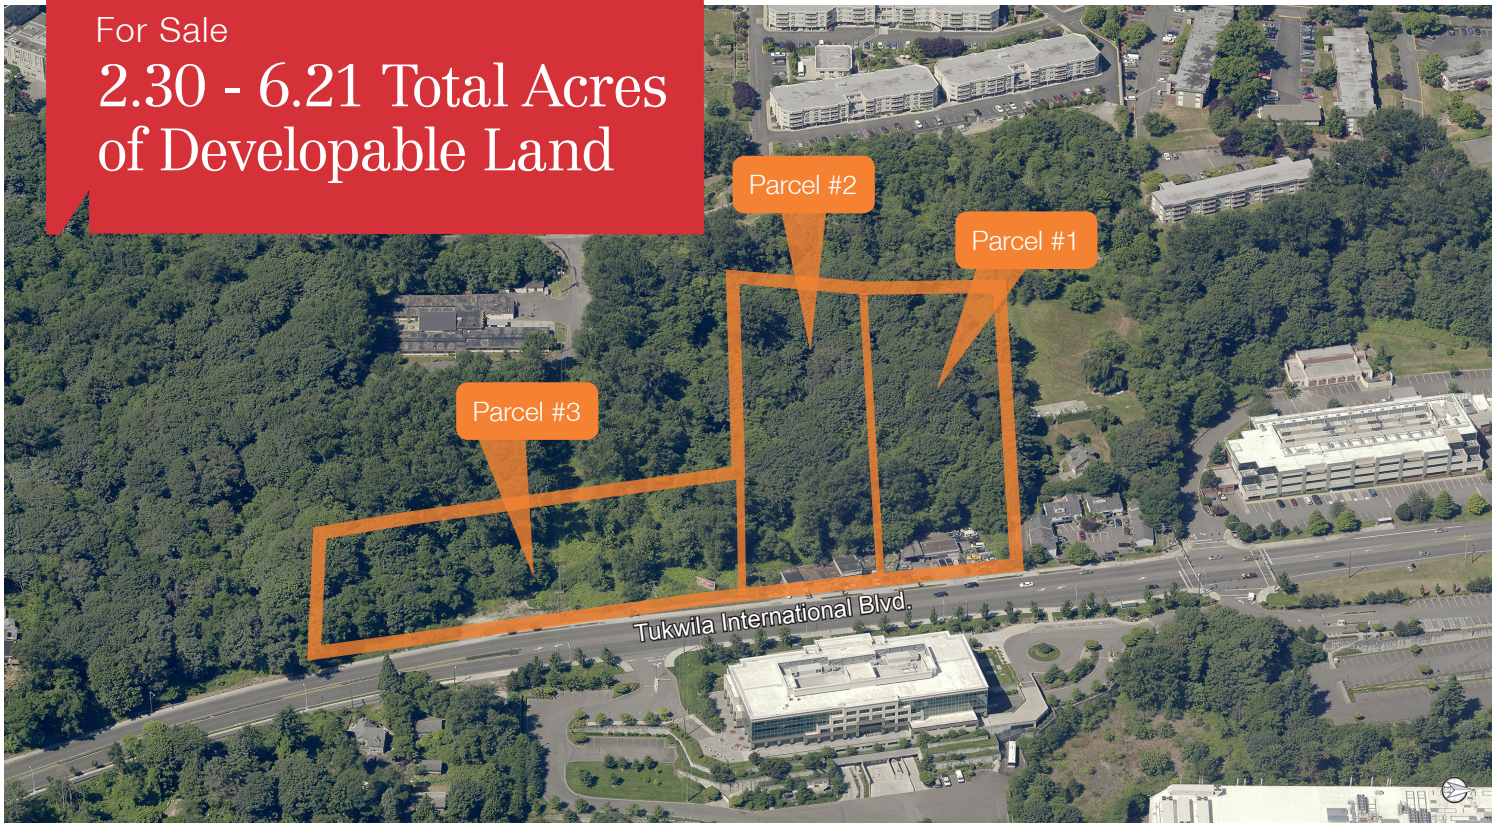 For Sale
2.30 - 6.21 Total Acres
of Developable Land
Parcel #2
Parcel #1
Parcel #3
Tukwila International Blvd.